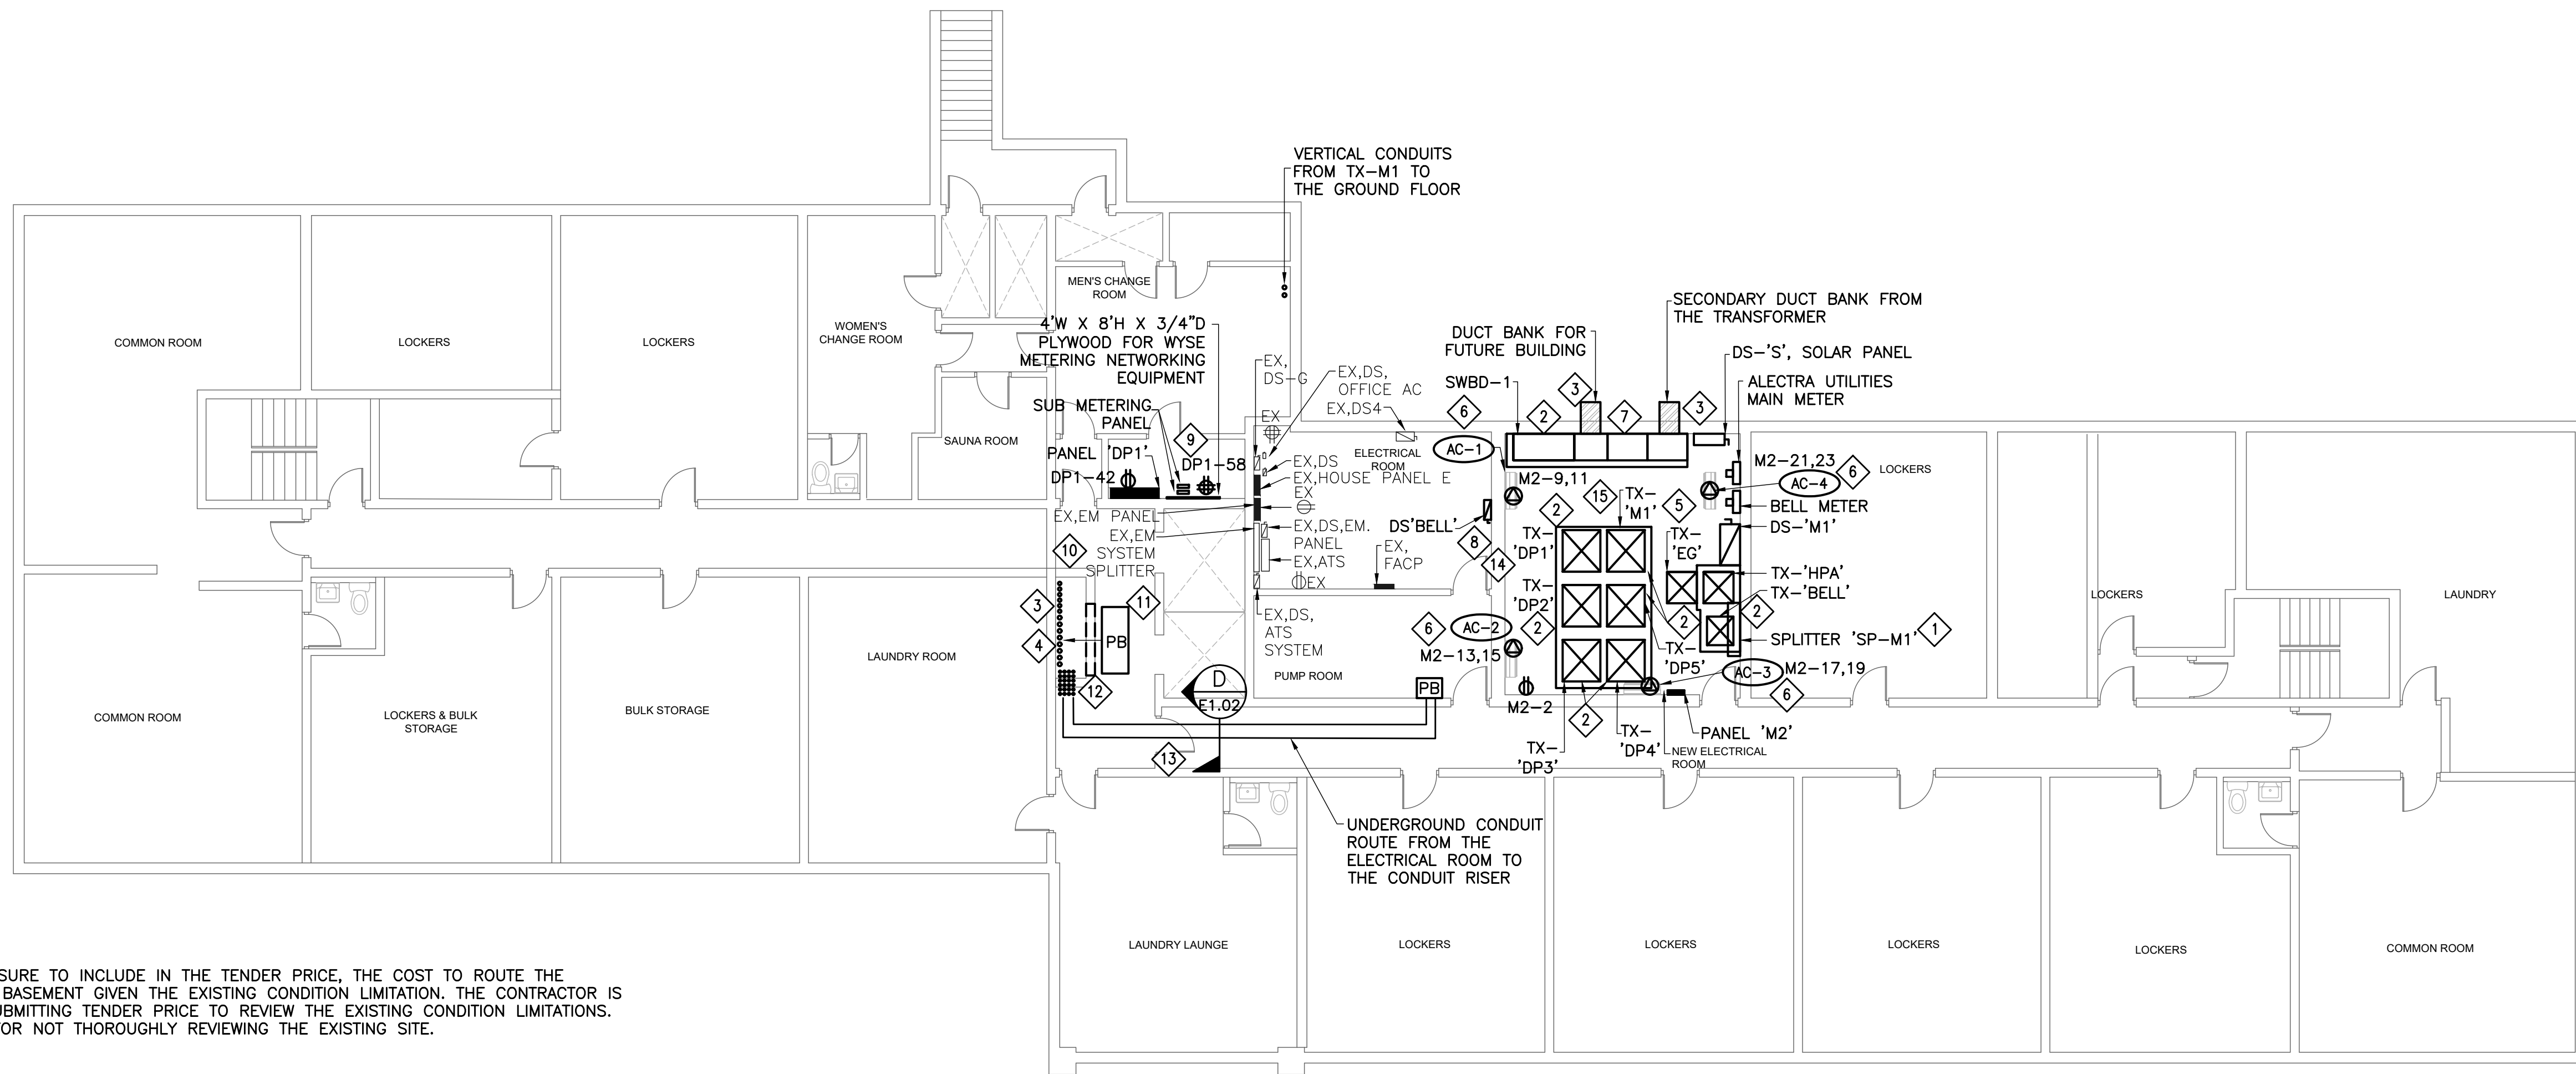 VERTICAL CONDUITS
FROM TX-M1 TO
THE GROUND FLOOR
MEN'S CHANGE
ROOM
COMMON ROOM
LOCKERS
LOCKERS
WOMEN'S
CHANGE ROOM
SAUNA ROOM
4'W X 8'H X 3/4"D
PLYWOOD FOR WYSE
METERING NETWORKING
EQUIPMENT
SUB METERING
PANEL
PANEL 'DP1'
DP1-42
9
DP1-58
EX,
DS-G
EX,DS,
OFFICE AC
EX,DS4
EX
EX,DS
EX,HOUSE PANEL E
EX
EX,EM PANEL
EX,EM
SYSTEM
SPLITTER
EX,DS,EM.
PANEL
EX,ATS
EX
EX,DS,
ATS
SYSTEM
EX,
FACP
ELECTRICAL
ROOM
DS'BELL'
8
14
DUCT BANK FOR
FUTURE BUILDING
SECONDARY DUCT BANK FROM
THE TRANSFORMER
DS-'S', SOLAR PANEL
ALECTRA UTILITIES
MAIN METER
SWBD-1
6
2
3
7
3
AC-1
M2-9,11
M2-21,23
6
AC-4
LOCKERS
BELL METER
DS-'M1'
2
15
TX-
'M1'
5
TX-
'DP1'
TX-
'EG'
TX-'HPA'
TX-'BELL'
TX-
'DP2'
2
2
2
SPLITTER 'SP-M1'
1
6
AC-2
M2-13,15
TX-
'DP5'
AC-3
M2-17,19
6
PUMP ROOM
PB
M2-2
2
TX-
'DP3'
TX-
'DP4'
PANEL 'M2'
NEW ELECTRICAL
ROOM
10
3
4
11
PB
12
13
D
E1.02
LAUNDRY ROOM
COMMON ROOM
LOCKERS & BULK
STORAGE
BULK STORAGE
LOCKERS
LAUNDRY
UNDERGROUND CONDUIT
ROUTE FROM THE
ELECTRICAL ROOM TO
THE CONDUIT RISER
LAUNDRY LAUNGE
LOCKERS
LOCKERS
LOCKERS
LOCKERS
COMMON ROOM
SURE TO INCLUDE IN THE TENDER PRICE, THE COST TO ROUTE THE
BASEMENT GIVEN THE EXISTING CONDITION LIMITATION. THE CONTRACTOR IS
UBMITTING TENDER PRICE TO REVIEW THE EXISTING CONDITION LIMITATIONS.
OR NOT THOROUGHLY REVIEWING THE EXISTING SITE.